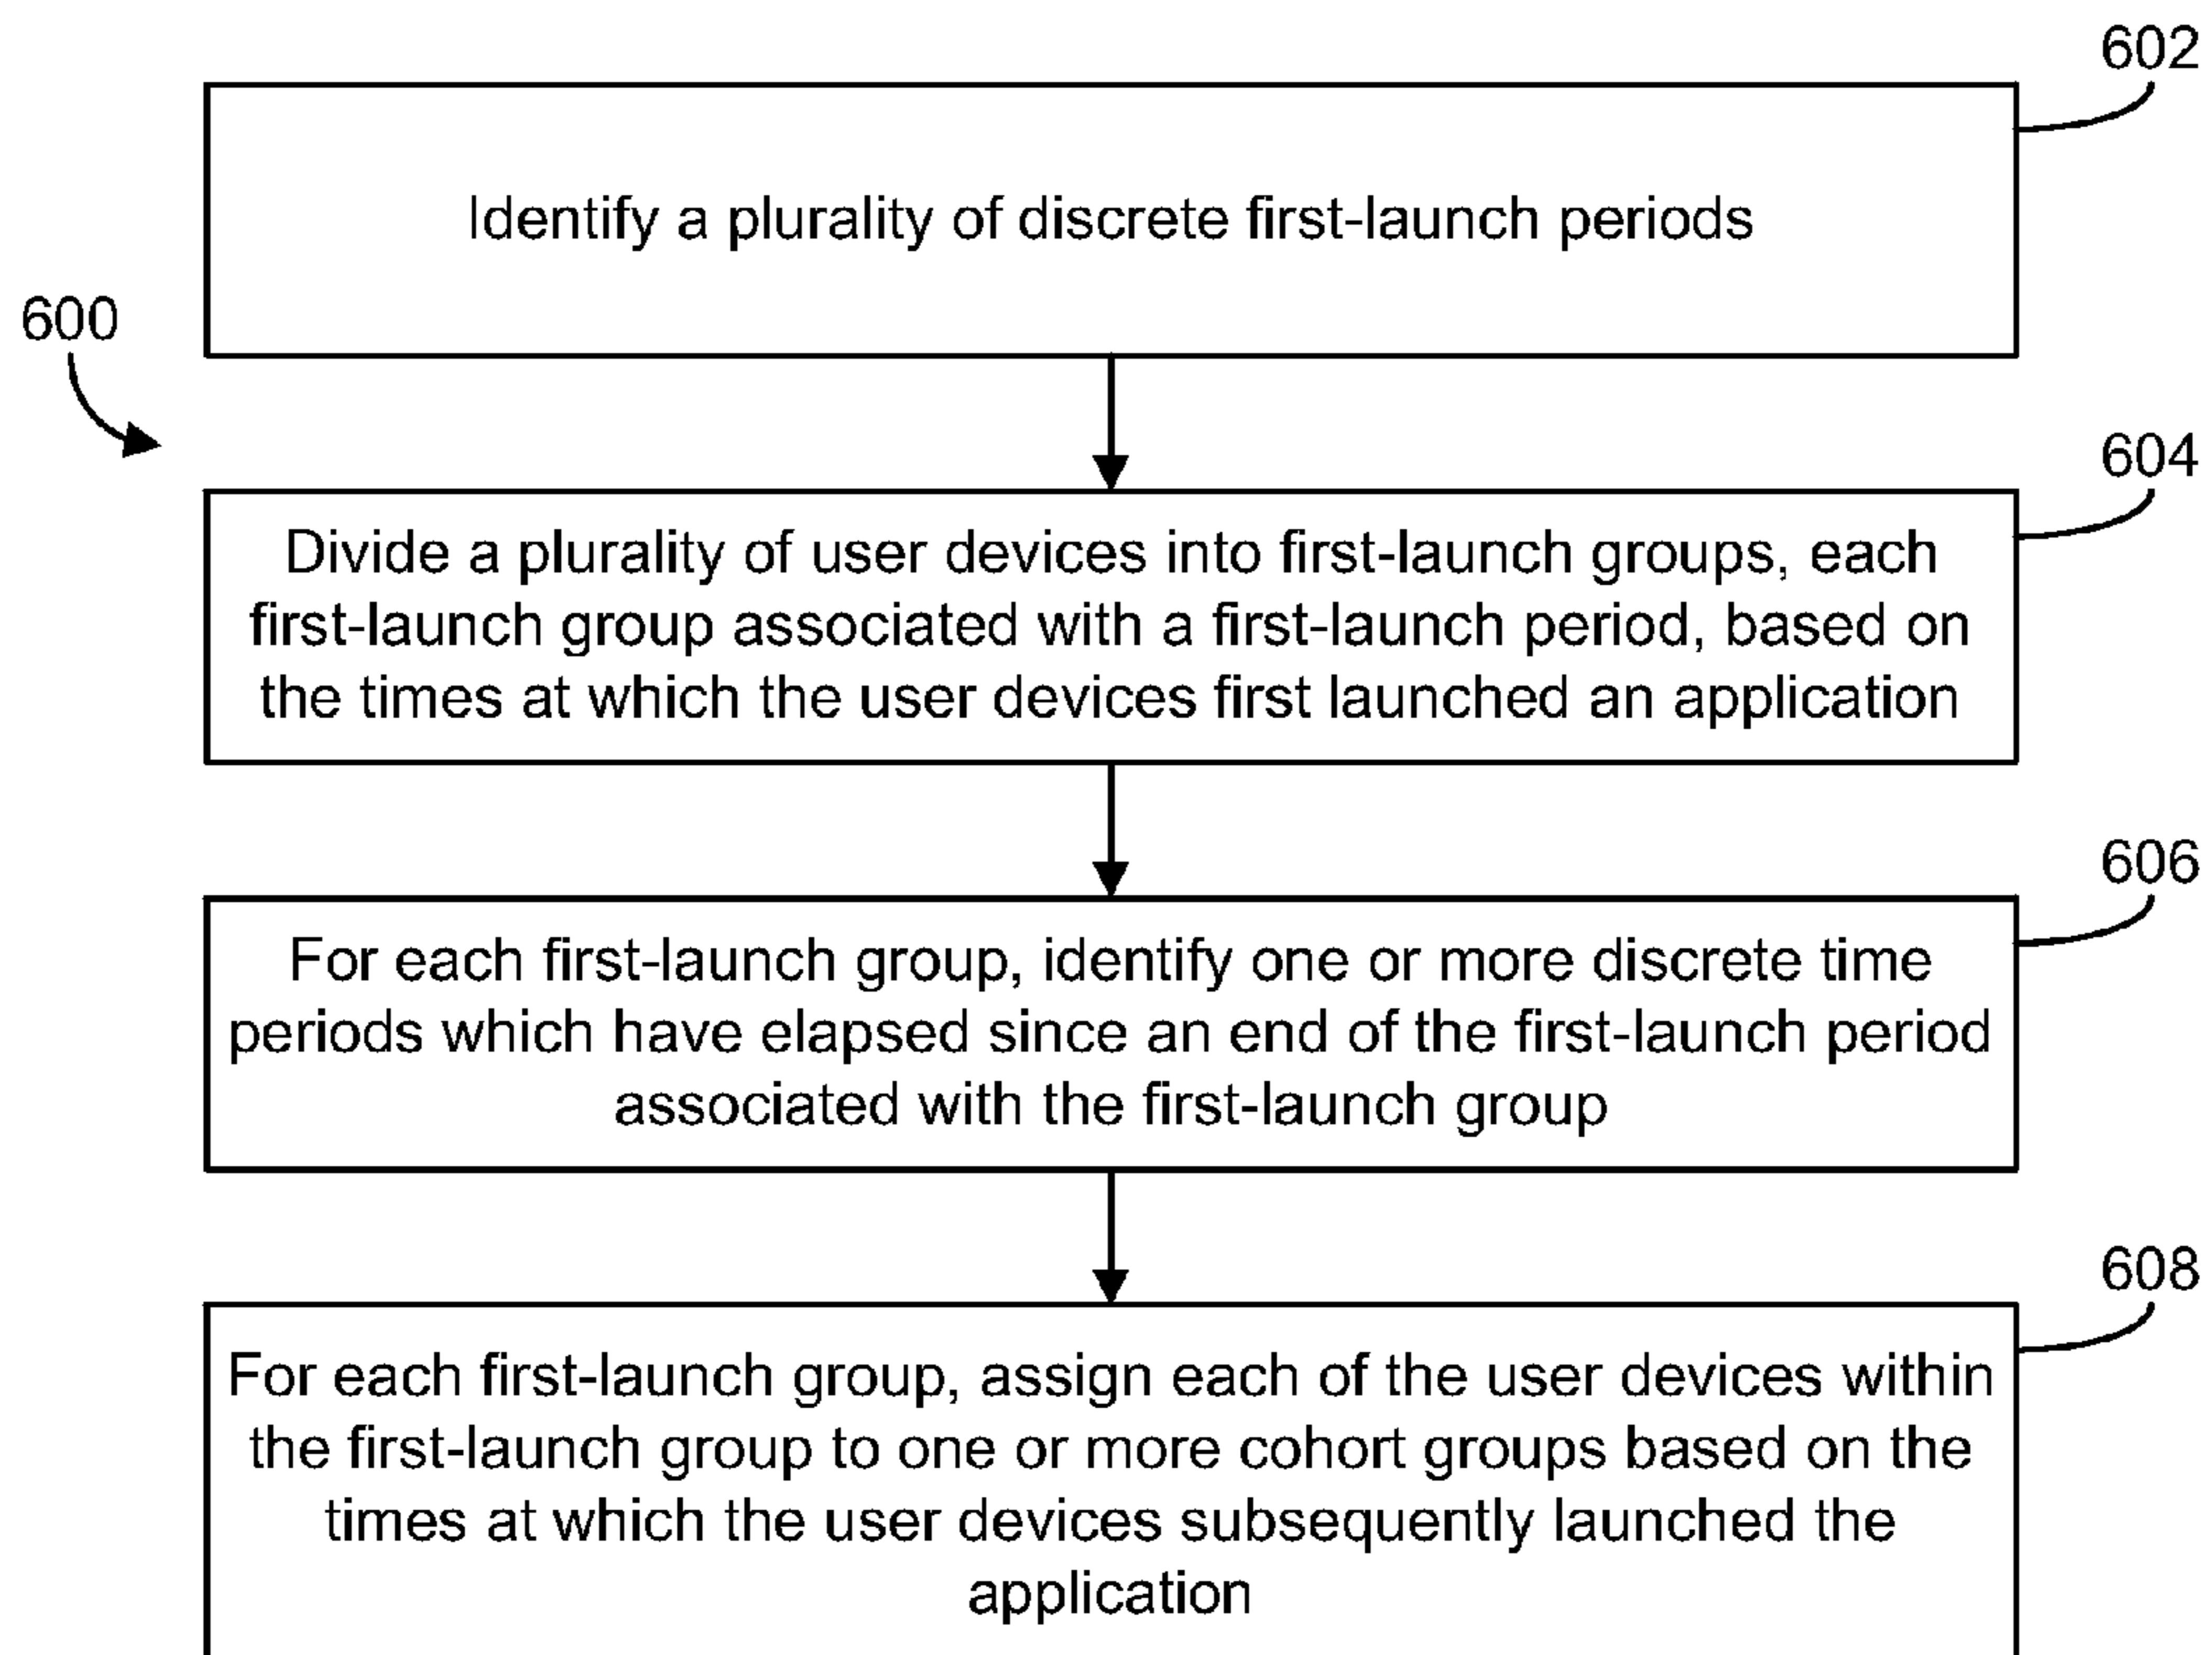 602
Identify a plurality of discrete first-launch periods
600
604
Divide a plurality of user devices into first-launch groups, each
first-launch group associated with a first-launch period, based on
the times at which the user devices first launched an application
606
For each first-launch group, identify one or more discrete time
periods which have elapsed since an end of the first-launch period
associated with the first-launch group
608
For each first-launch group, assign each of the user devices within
the first-launch group to one or more cohort groups based on the
times at which the user devices subsequently launched the
application